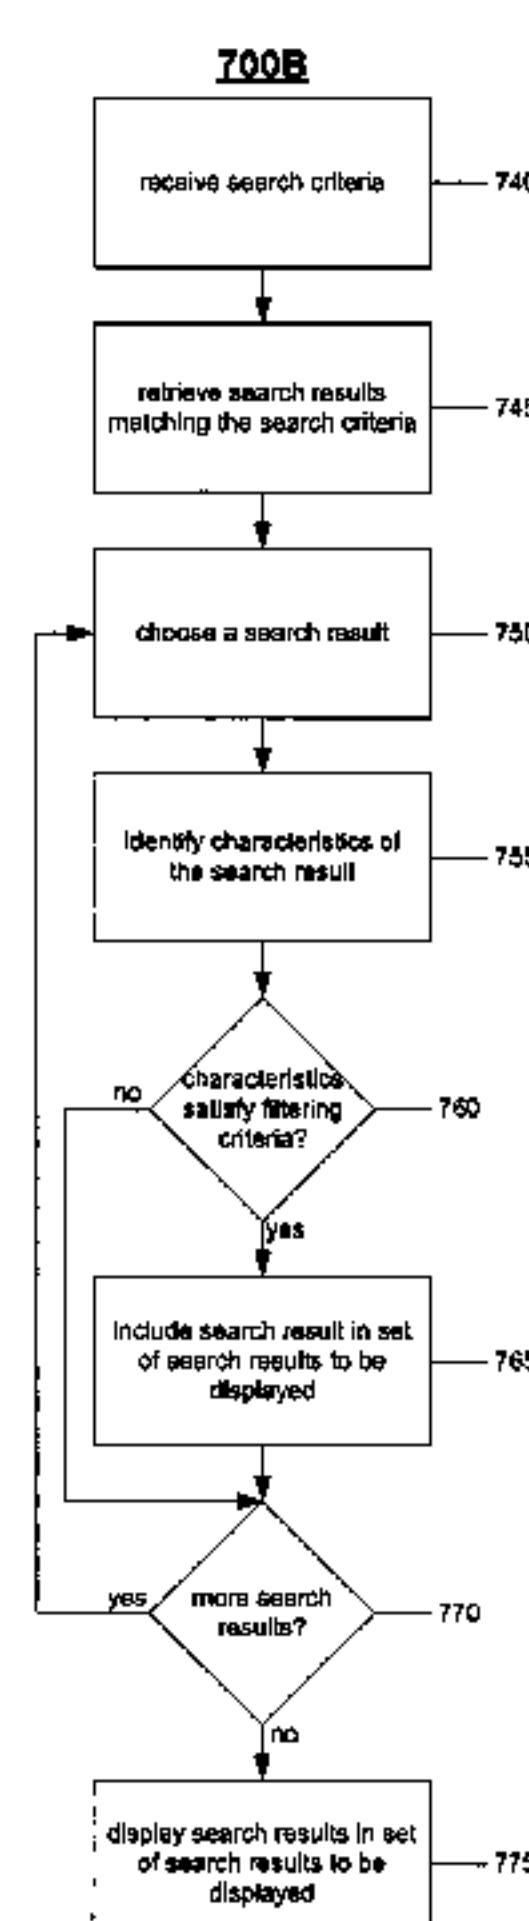 700B
receive search criteria
740
retrieve search results
matching the search criteria
745
choose a search result
750
identify characteristics of
the search result
755
characteristics
satisfy filtering
criteria?
760
no
yes
include search result in set
of search results to be
displayed
765
more search
results?
770
yes
no
display search results in set
of search results to be
displayed
775